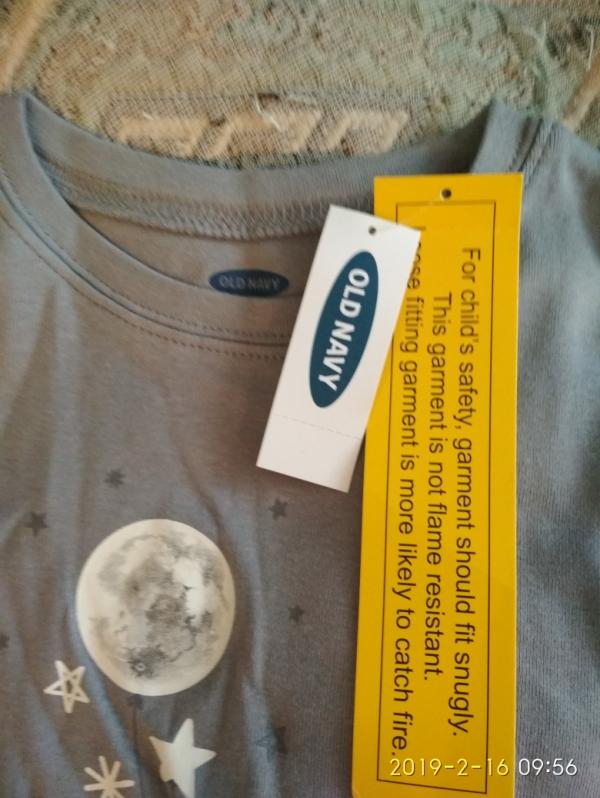 OLD NAVY
OLD NAVY
For child's safety, garment should fit snugly.
This garment is not flame resistant.
fitting garment is more likely to catch fire.
2019-2-16 09:56